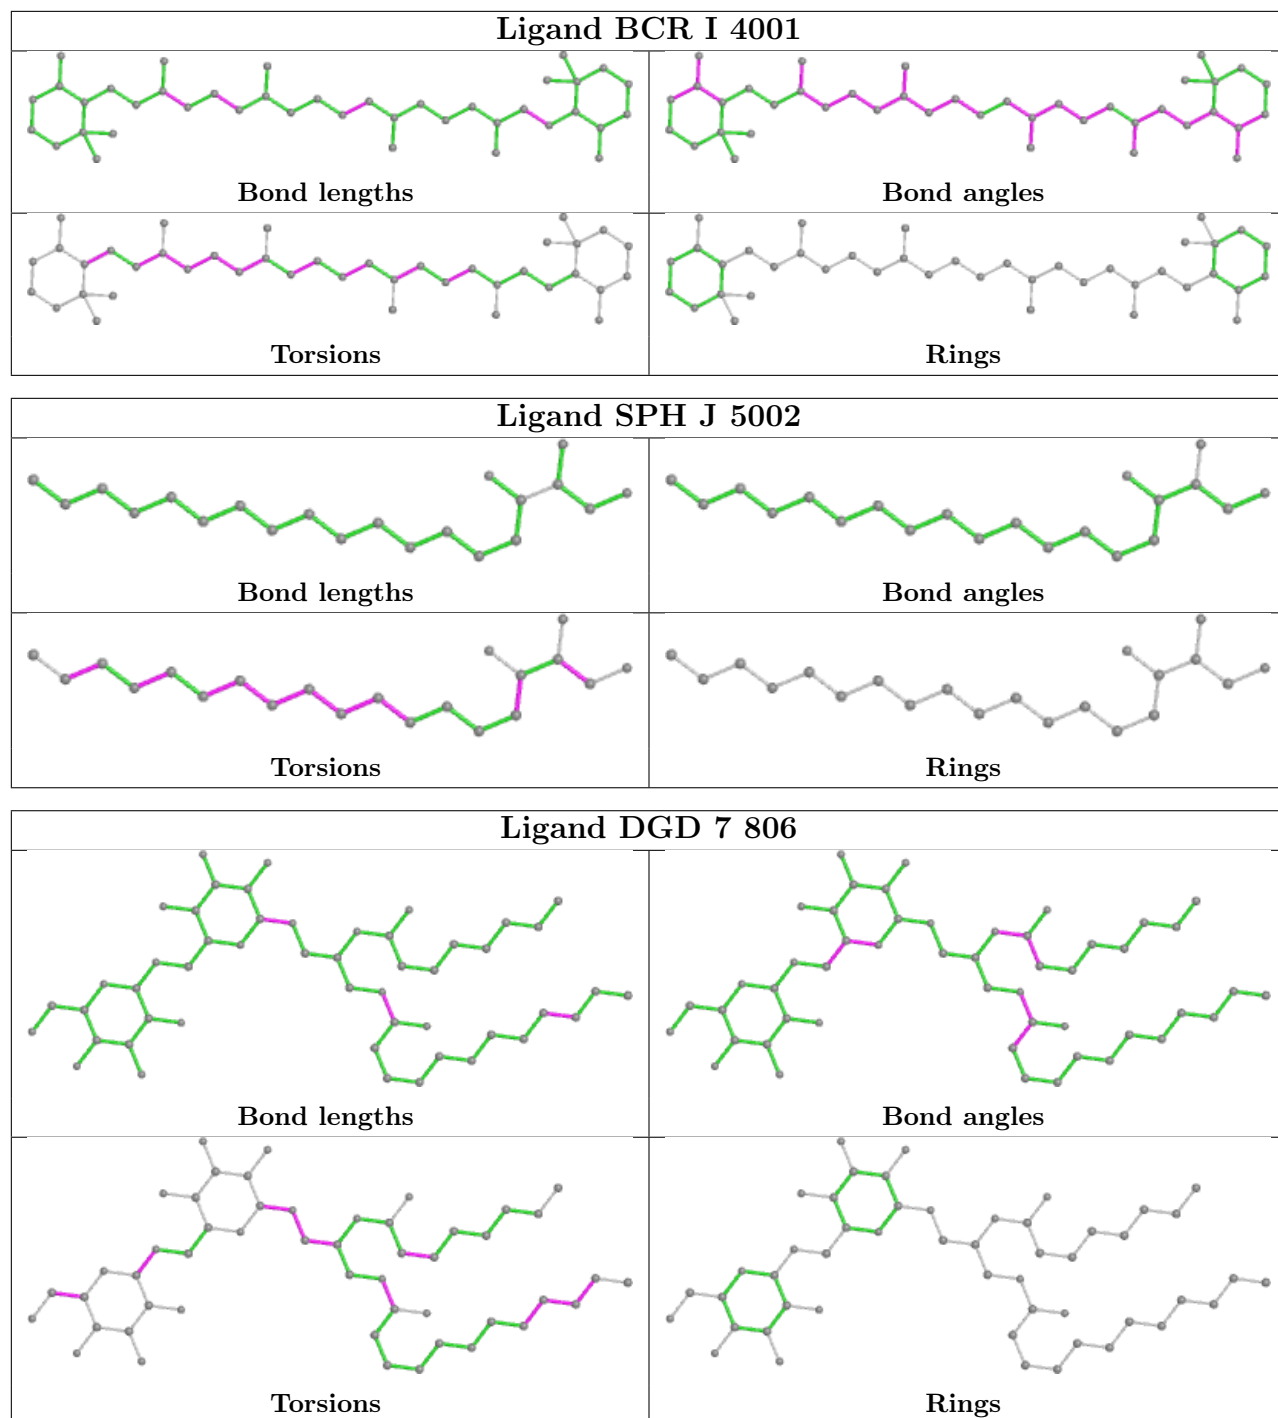 Ligand BCR I 4001
Bond lengths
Bond angles
Torsions
Rings
Ligand SPH J 5002
Bond lengths
Bond angles
Torsions
Rings
Ligand DGD 7 806
Bond lengths
Bond angles
Torsions
Rings